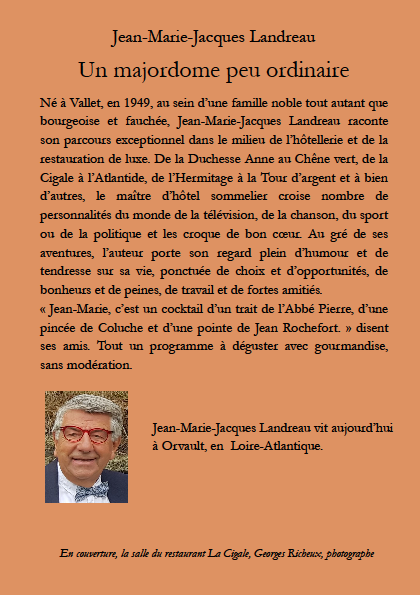 Jean-Marie-Jacques Landreau
Un majordome peu ordinaire
Né à Vallet, en 1949, au sein d'une famille noble tout autant que
bourgeoise et fauchée, Jean-Marie-Jacques Landreau raconte
son parcours exceptionnel dans le milieu de l'hôtellerie et de la
restauration de luxe. De la Duchesse Anne au Chêne vert, de la
Cigale à l'Atlantide, de l'Hermitage à la Tour d'argent et à bien
d'autres, le maître d'hôtel sommelier croise nombre de
personnalités du monde de la télévision, de la chanson, du sport
ou de la politique et les croque de bon cœur. Au gré de ses
aventures, l'auteur porte son regard plein d'humour et de
tendresse sur sa vie, ponctuée de choix et d'opportunités, de
bonheurs et de peines, de travail et de fortes amitiés.
« Jean-Marie, c'est un cocktail d'un trait de l'Abbé Pierre, d'une
pincée de Coluche et d'une pointe de Jean Rochefort. » disent
ses amis. Tout un programme à déguster avec gourmandise,
sans modération.
Jean-Marie-Jacques Landreau vit aujourd'hui
à Orvault, en Loire-Atlantique.
En couverture, la salle du restaurant La Cigale, Georges Richeux, photographe